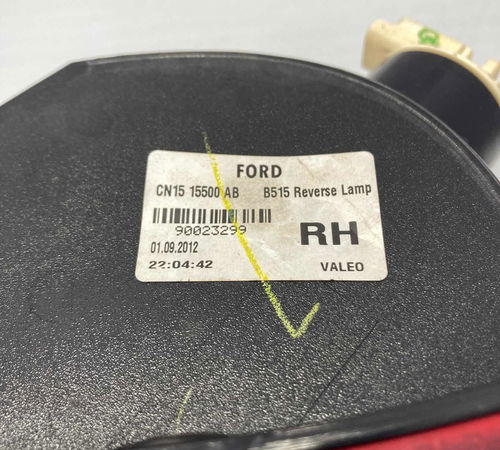 FORD
CN15 15500 AB B515 Reverse Lamp
90023299
01.09.2012 RH
22:04:42 VALEO